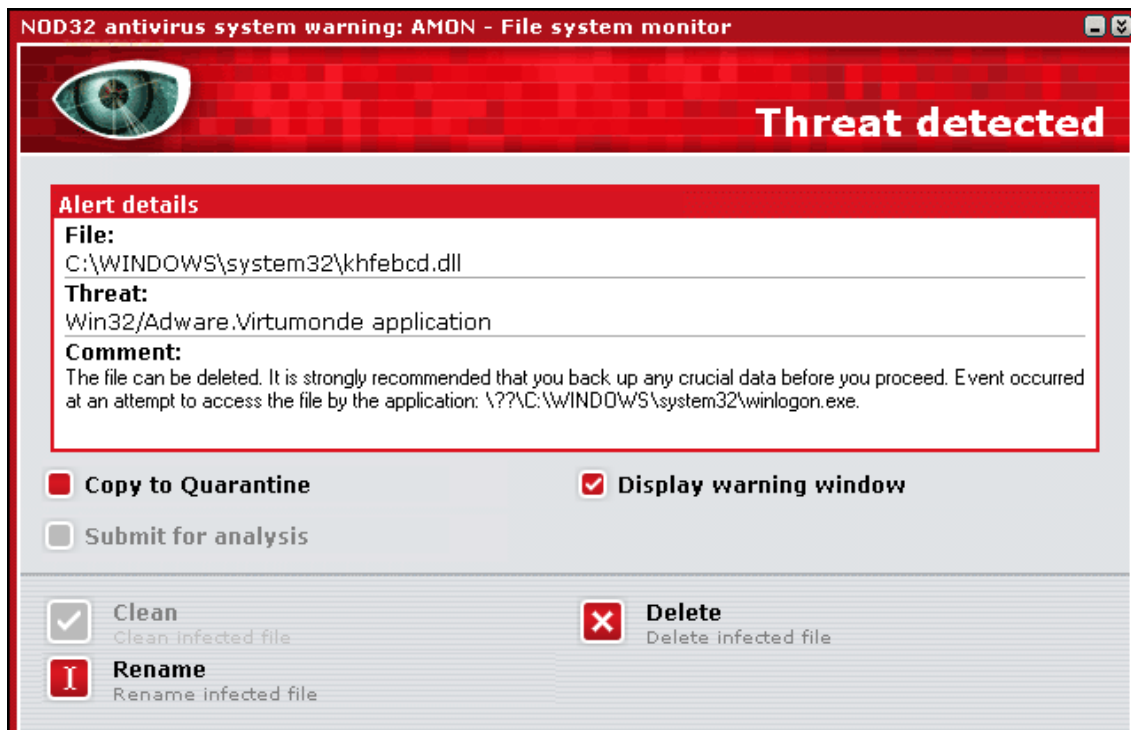 NOD32 antivirus system warning: AMON - File system monitor
Threat detected
Alert details
File:
C:\WINDOWS\system32\khfebcd.dll
Threat:
Win32/Adware.Virtumonde application
Comment:
The file can be deleted. It is strongly recommended that you back up any crucial data before you proceed. Event occurred
at an attempt to access the file by the application: \??\C:\WINDOWS\system32\winlogon.exe.
Copy to Quarantine
Display warning window
Submit for analysis
Clean
Clean infected file
Delete
Delete infected file
Rename
Rename infected file